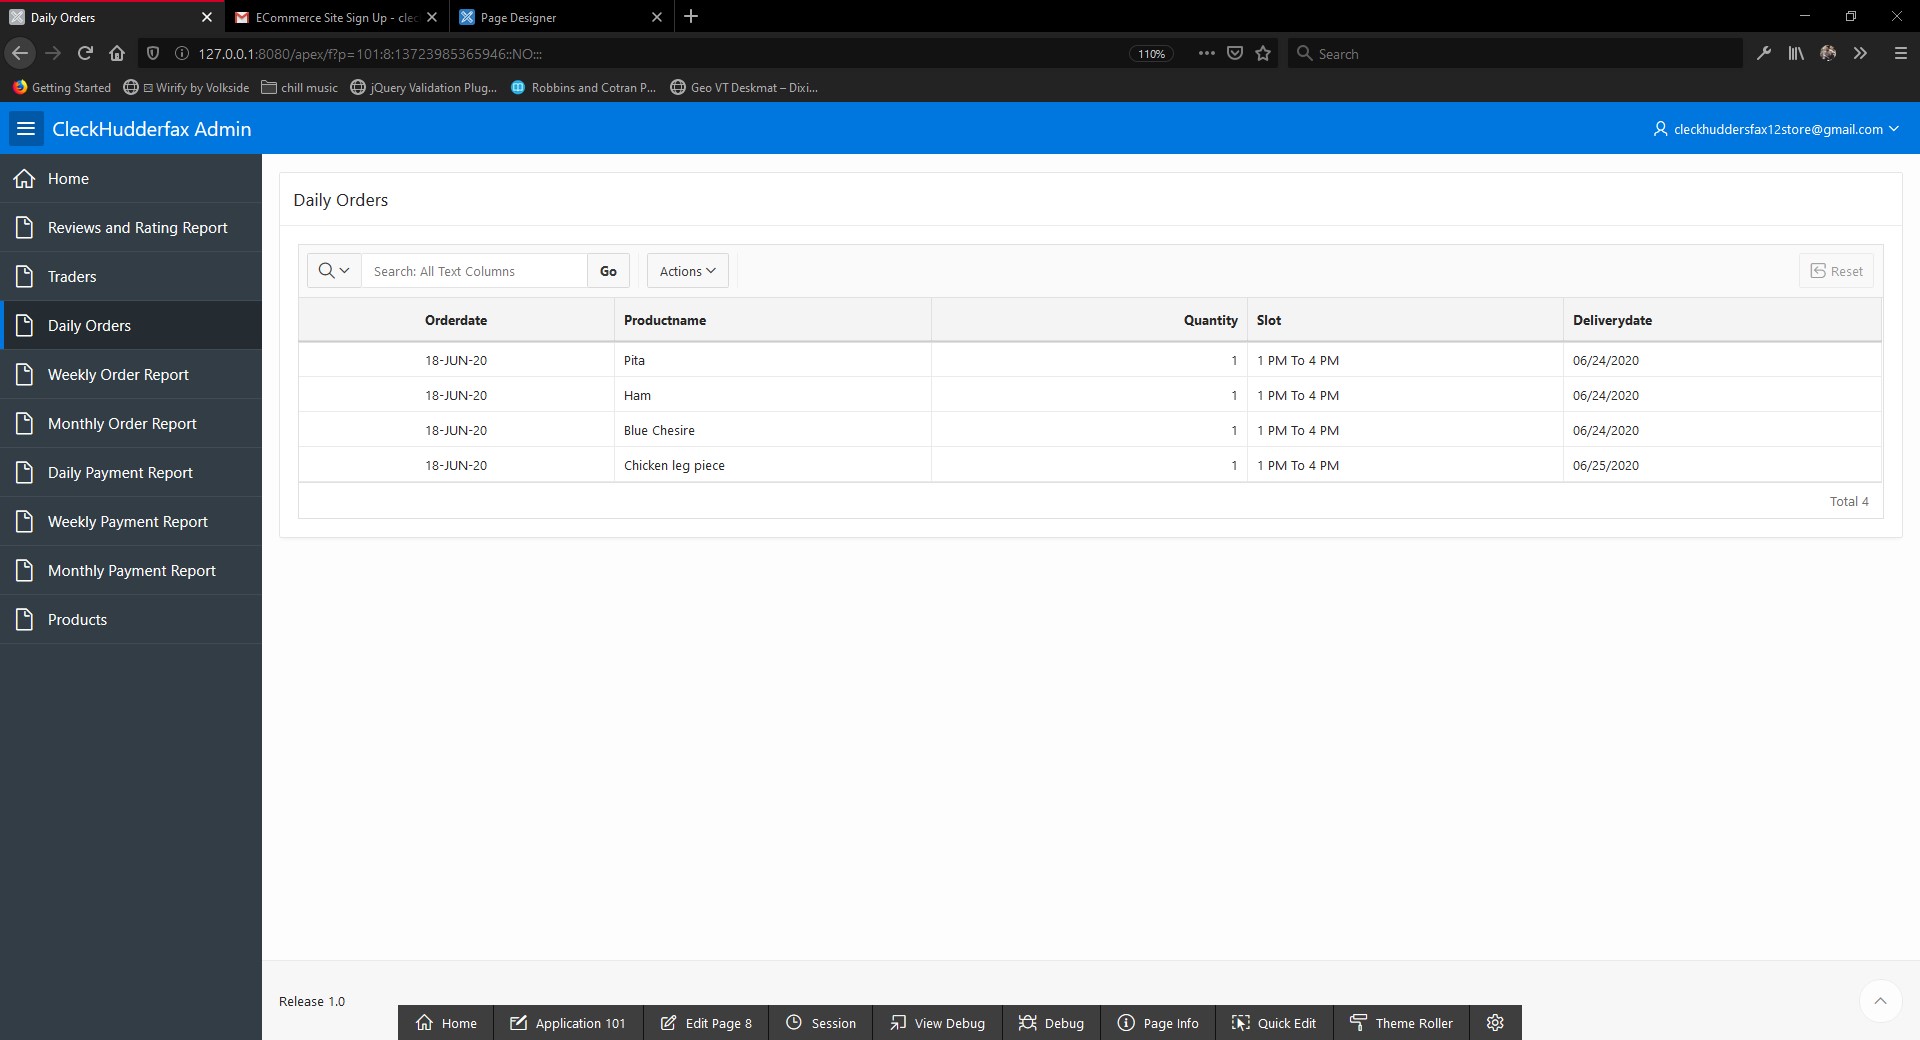 Daily Orders
ECommerce Site Sign Up - clec
Page Designer
127.0.0.1:8080/apex/f?p=101:8:13723985365946::NO:::
110%
Search
Getting Started
Wirify by Volkside
chill music
jQuery Validation Plug...
Robbins and Cotran P...
Geo VT Deskmat – Dixi...
CleckHudderfax Admin
cleckhuddersfax12store@gmail.com
Home
Reviews and Rating Report
Traders
Daily Orders
Weekly Order Report
Monthly Order Report
Daily Payment Report
Weekly Payment Report
Monthly Payment Report
Products
Daily Orders
Search: All Text Columns Go Actions Reset
Orderdate Productname Quantity Slot Deliverydate
18-JUN-20 Pita 1 1 PM To 4 PM 06/24/2020
18-JUN-20 Ham 1 1 PM To 4 PM 06/24/2020
18-JUN-20 Blue Chesire 1 1 PM To 4 PM 06/24/2020
18-JUN-20 Chicken leg piece 1 1 PM To 4 PM 06/25/2020
Total 4
Release 1.0
Home Application 101 Edit Page 8 Session View Debug Debug Page Info Quick Edit Theme Roller